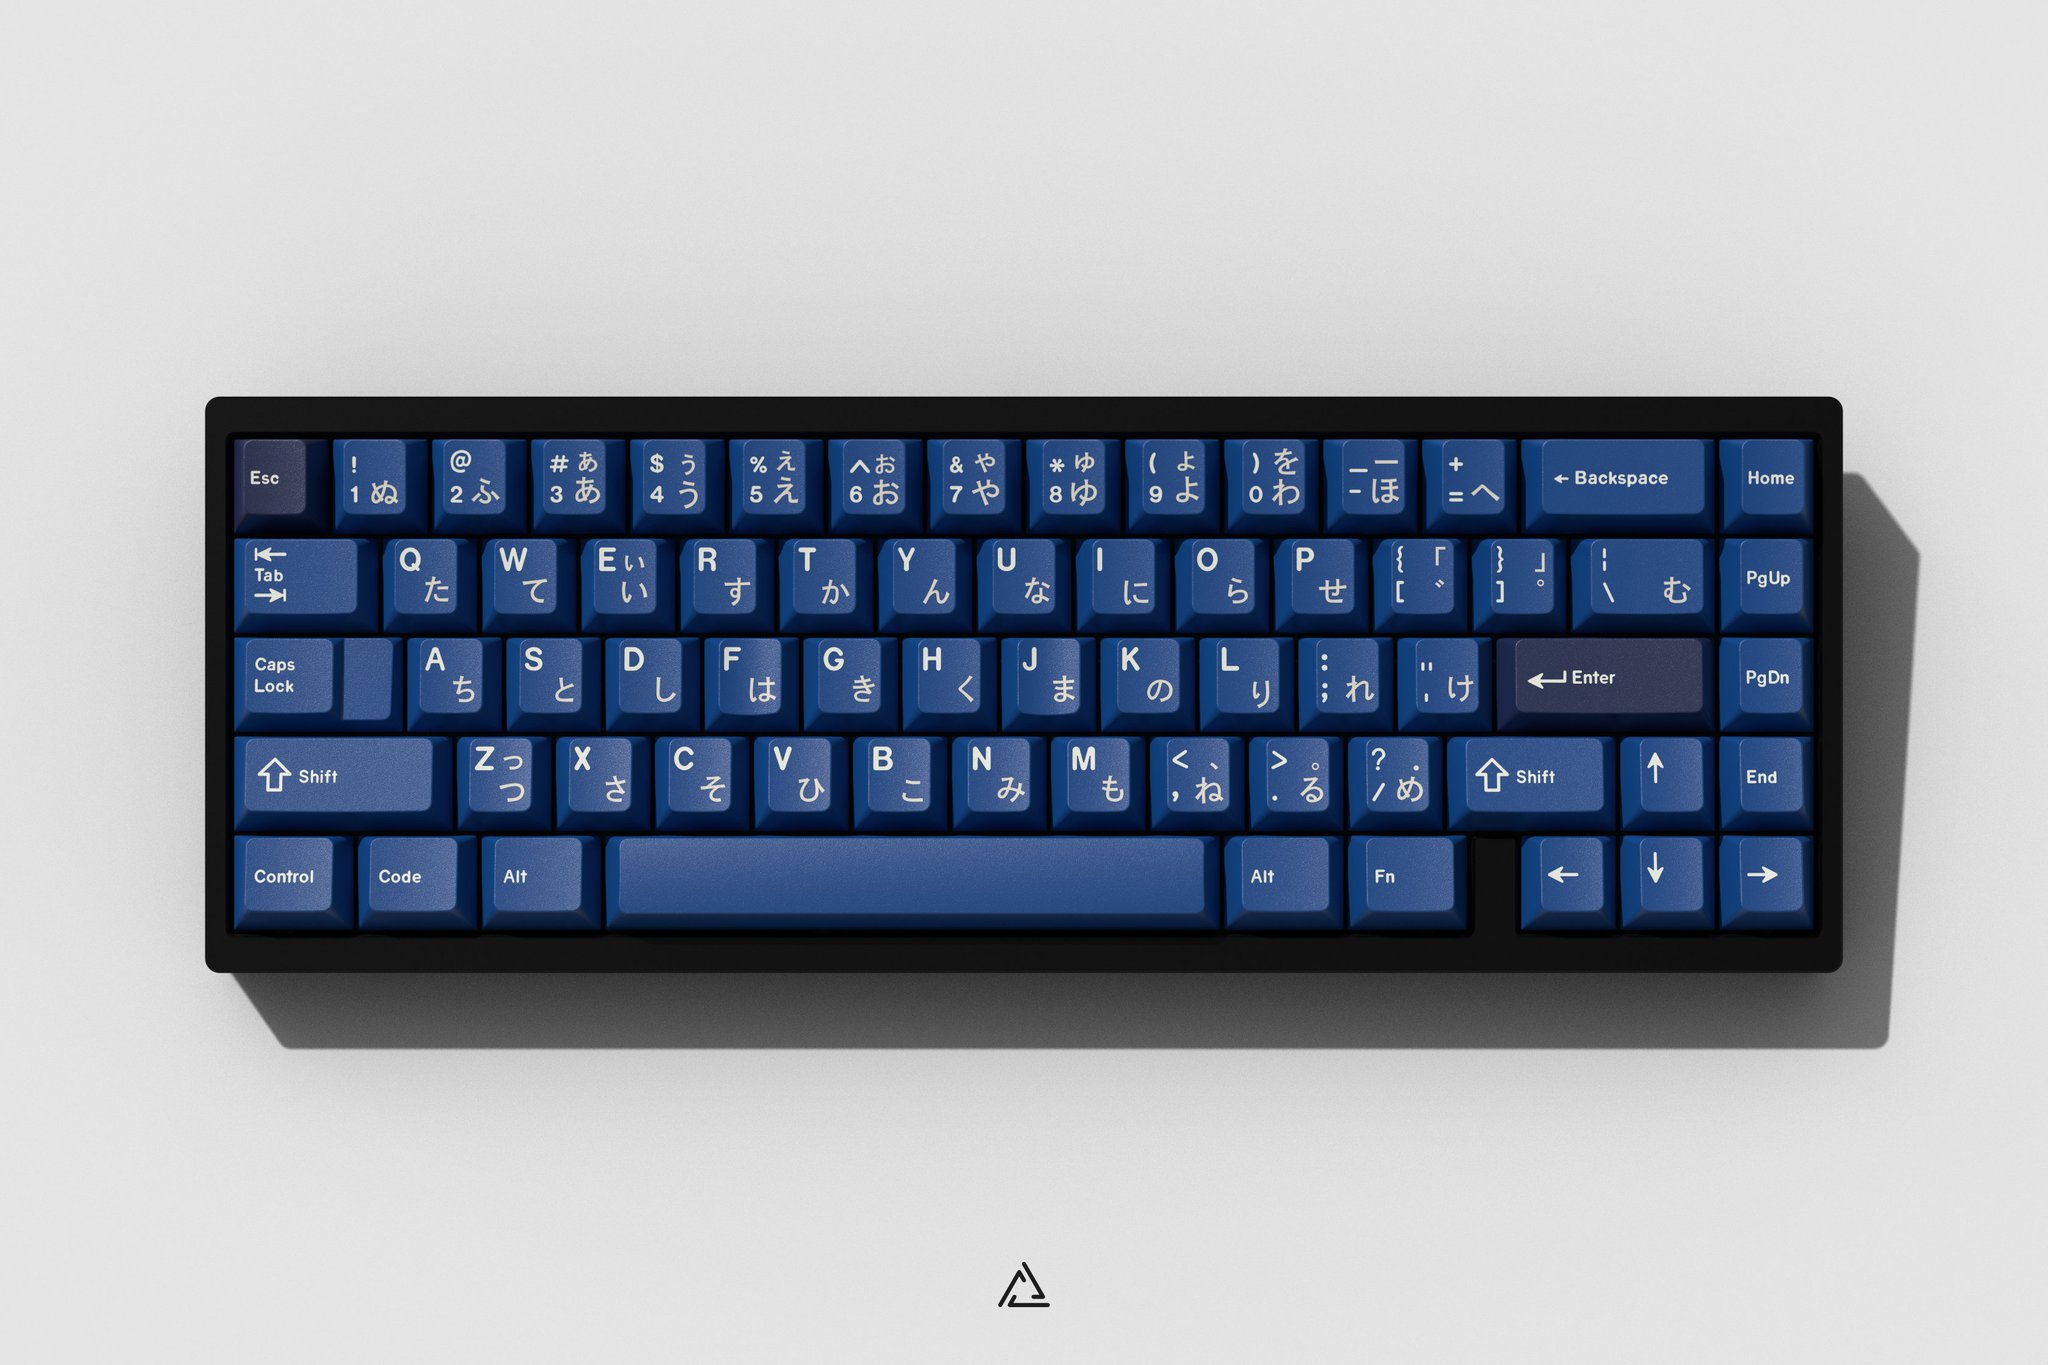 Esc ! 1 ぬ @ 2 ふ # ぁ 3 あ $ ぅ 4 う % ぇ 5 え ^ ぉ 6 お & ゃ 7 や * ゅ 8 ゆ ( ょ 9 よ ) を 0 わ _ ー - ほ + = へ ← Backspace Home
Tab Q た W て E ぃ い R す T か Y ん U な I に O ら P せ { 「 [ ゛ } 」 ] ゜ ¦ \ む PgUp
Caps Lock A ち S と D し F は G き H く J ま K の L り : ; れ " ' け Enter PgDn
Shift Z っ つ X さ C そ V ひ B こ N み M も < 、 , ね > 。 . る ? ・ / め Shift ↑ End
Control Code Alt Alt Fn ← ↓ →